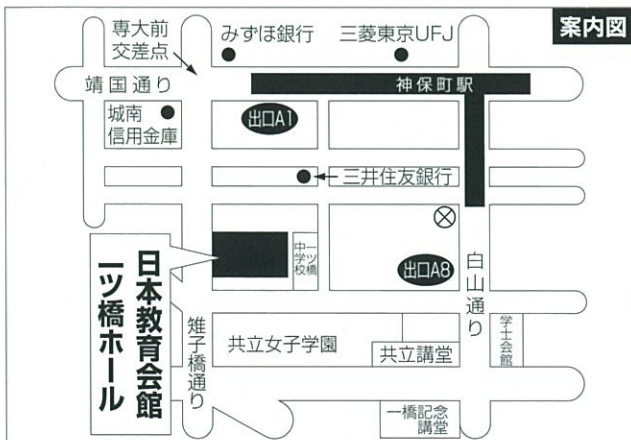 案内図
専大前
交差点
みずほ銀行
三菱東京UFJ
靖国通り
神保町駅
城南
信用金庫
出口A1
三井住友銀行
一ツ橋
中学校
出口A8
白山通り
日本教育会館
一ツ橋ホール
雉子橋通り
共立女子学園
共立講堂
学士会館
一橋記念
講堂